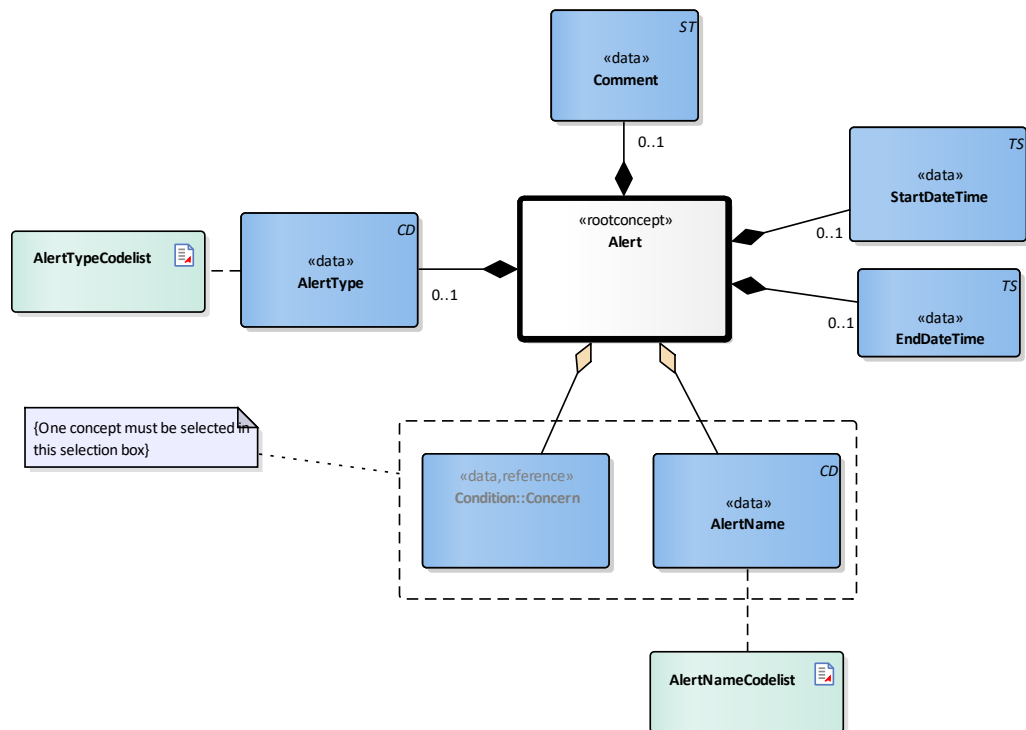 ST
«data»
Comment
0..1
TS
«data»
StartDateTime
0..1
«rootconcept»
Alert
CD
«data»
AlertType
0..1
AlertTypeCodelist
TS
«data»
EndDateTime
0..1
{One concept must be selected in
this selection box}
«data,reference»
Condition::Concern
CD
«data»
AlertName
AlertNameCodelist